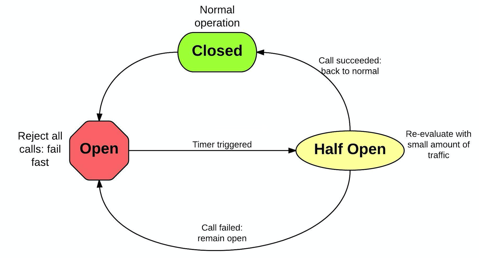 Normal
operation
Closed
Call succeeded:
back to normal
Reject all
calls: fail
fast
Open
Timer triggered
Half Open
Re-evaluate with
small amount of
traffic
Call failed:
remain open